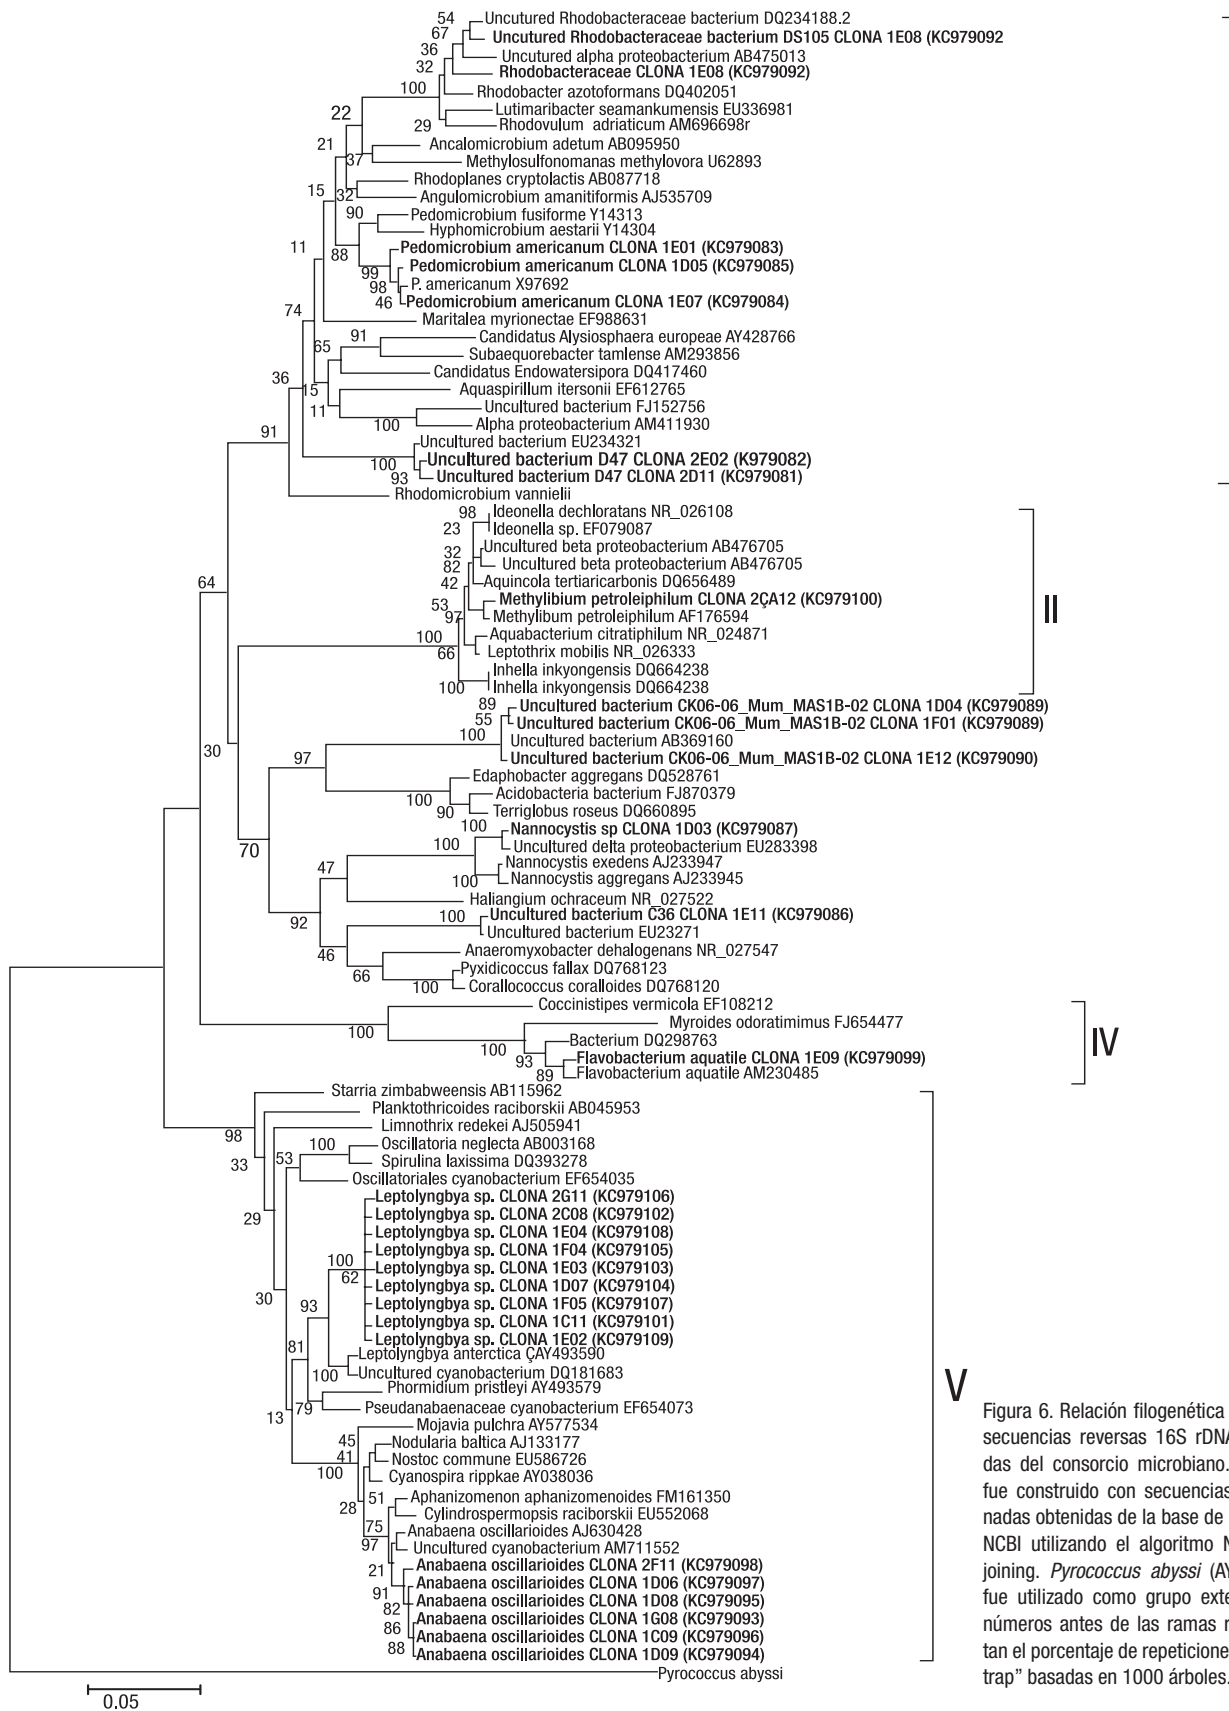 54
Uncutured Rhodobacteraceae bacterium DQ234188.2
67
Uncutured Rhodobacteraceae bacterium DS105 CLONA 1E08 (KC979092
36
Uncutured alpha proteobacterium AB475013
32
Rhodobacteraceae CLONA 1E08 (KC979092)
100
Rhodobacter azotoformans DQ402051
Lutimaribacter seamankumensis EU336981
22
29
Rhodovulum adriaticum AM696698r
21
Ancalomicrobium adetum AB095950
37
Methylosulfonomanas methylovora U62893
15
Rhodoplanes cryptolactis AB087718
32
Angulomicrobium amanitiformis AJ535709
90
Pedomicrobium fusiforme Y14313
Hyphomicrobium aestarii Y14304
11
88
Pedomicrobium americanum CLONA 1E01 (KC979083)
99
Pedomicrobium americanum CLONA 1D05 (KC979085)
98
P. americanum X97692
46
Pedomicrobium americanum CLONA 1E07 (KC979084)
74
Maritalea myrionectae EF988631
91
Candidatus Alysiosphaera europeae AY428766
65
Subaequorebacter tamlense AM293856
Candidatus Endowatersipora DQ417460
36
15
Aquaspirillum itersonii EF612765
11
Uncultured bacterium FJ152756
100
Alpha proteobacterium AM411930
91
Uncultured bacterium EU234321
100
Uncultured bacterium D47 CLONA 2E02 (K979082)
93
Uncultured bacterium D47 CLONA 2D11 (K979081)
Rhodomicrobium vannielii
98
Ideonella dechloratans NR_026108
23
Ideonella sp. EF079087
32
Uncultured beta proteobacterium AB476705
82
Uncultured beta proteobacterium AB476705
64
42
Aquincola tertiaricarbonis DQ656489
53
Methylibium petroleiphilum CLONA 2ÇA12 (KC979100)
97
Methylibum petroleiphilum AF176594
II
100
Aquabacterium citratiphilum NR_024871
66
Leptothrix mobilis NR_026333
Inhella inkyongensis DQ664238
100
Inhella inkyongensis DQ664238
89
Uncultured bacterium CK06-06_Mum_MAS1B-02 CLONA 1D04 (KC979089)
55
Uncultured bacterium CK06-06_Mum_MAS1B-02 CLONA 1F01 (KC979089)
100
Uncultured bacterium AB369160
30
97
Uncultured bacterium CK06-06_Mum_MAS1B-02 CLONA 1E12 (KC979090)
Edaphobacter aggregans DQ528761
100
Acidobacteria bacterium FJ870379
90
Terriglobus roseus DQ660895
100
Nannocystis sp CLONA 1D03 (KC979087)
100
Uncultured delta proteobacterium EU283398
70
47
Nannocystis exedens AJ233947
100
Nannocystis aggregans AJ233945
Haliangium ochraceum NR_027522
92
100
Uncultured bacterium C36 CLONA 1E11 (KC979086)
Uncultured bacterium EU23271
46
Anaeromyxobacter dehalogenans NR_027547
66
Pyxidicoccus fallax DQ768123
100
Corallococcus coralloides DQ768120
Coccinistipes vermicola EF108212
100
Myroides odoratimimus FJ654477
100
Bacterium DQ298763
IV
93
Flavobacterium aquatile CLONA 1E09 (KC979099)
89
Flavobacterium aquatile AM230485
Starria zimbabweensis AB115962
Planktothricoides raciborskii AB045953
98
Limnothrix redekei AJ505941
100
Oscillatoria neglecta AB003168
33
53
Spirulina laxissima DQ393278
Oscillatoriales cyanobacterium EF654035
Leptolyngbya sp. CLONA 2G11 (KC979106)
29
Leptolyngbya sp. CLONA 2C08 (KC979102)
Leptolyngbya sp. CLONA 1E04 (KC979108)
Leptolyngbya sp. CLONA 1F04 (KC979105)
100
Leptolyngbya sp. CLONA 1E03 (KC979103)
62
Leptolyngbya sp. CLONA 1D07 (KC979104)
30
93
Leptolyngbya sp. CLONA 1F05 (KC979107)
Leptolyngbya sp. CLONA 1C11 (KC979101)
Leptolyngbya sp. CLONA 1E02 (KC979109)
81
Leptolyngbya anterctica ÇAY493590
100
Uncultured cyanobacterium DQ181683
V
Phormidium pristleyi AY493579
79
Pseudanabaenaceae cyanobacterium EF654073
13
Mojavia pulchra AY577534
45
Nodularia baltica AJ133177
41
Nostoc commune EU586726
100
Cyanospira rippkae AY038036
51
Aphanizomenon aphanizomenoides FM161350
28
Cylindrospermopsis raciborskii EU552068
75
Anabaena oscillarioides AJ630428
97
Uncultured cyanobacterium AM711552
21
Anabaena oscillarioides CLONA 2F11 (KC979098)
91
Anabaena oscillarioides CLONA 1D06 (KC979097)
82
Anabaena oscillarioides CLONA 1D08 (KC979095)
86
Anabaena oscillarioides CLONA 1G08 (KC979093)
Anabaena oscillarioides CLONA 1C09 (KC979096)
88
Anabaena oscillarioides CLONA 1D09 (KC979094)
Pyrococcus abyssi
0.05
Figura 6. Relación filogenética
secuencias reversas 16S rDNA
das del consorcio microbiano.
fue construido con secuencias
nadas obtenidas de la base de
NCBI utilizando el algoritmo N
joining. Pyrococcus abyssi (AY
fue utilizado como grupo exte
números antes de las ramas r
tan el porcentaje de repeticione
trap” basadas en 1000 árboles.